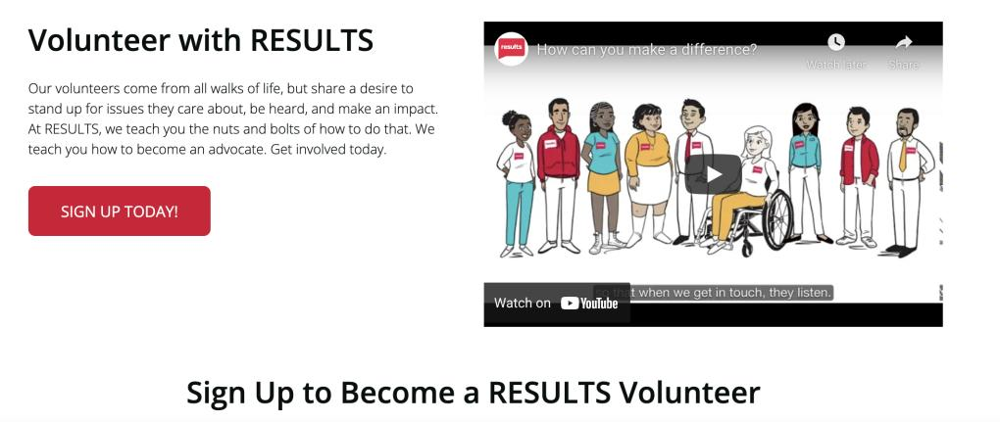 Volunteer with RESULTS
Our volunteers come from all walks of life, but share a desire to
stand up for issues they care about, be heard, and make an impact.
At RESULTS, we teach you the nuts and bolts of how to do that. We
teach you how to become an advocate. Get involved today.
SIGN UP TODAY!
results
How can you make a difference?
Watch later
Share
so that when we get in touch, they listen.
Watch on YouTube
Sign Up to Become a RESULTS Volunteer